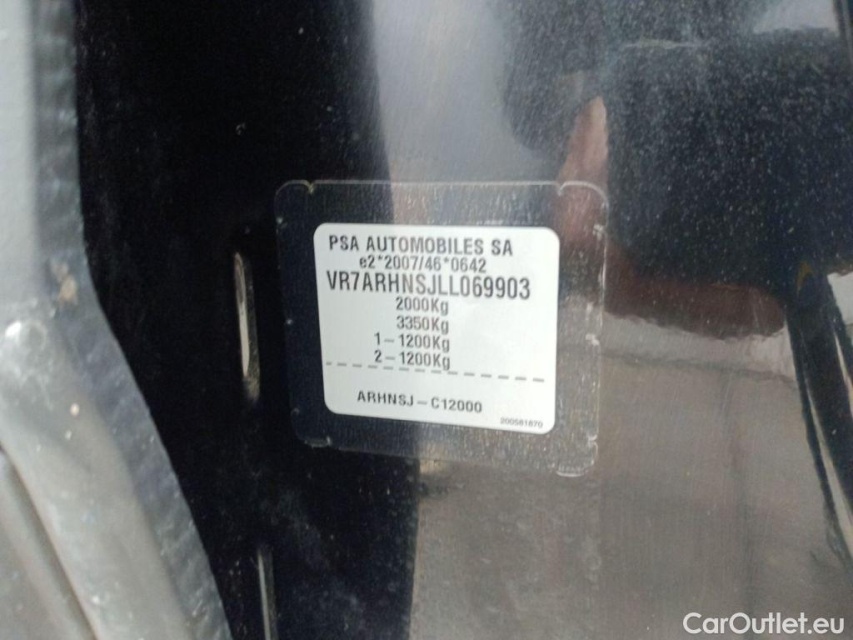 PSA AUTOMOBILES SA
e2*2007/46*0642
VR7ARHNSJLL069903
2000Kg
3350Kg
1-1200Kg
2-1200Kg
ARHNSJ-C12000
200581870
CarOutlet.eu